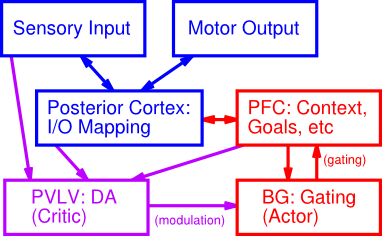 Sensory Input
Motor Output
Posterior Cortex:
I/O Mapping
PFC: Context,
Goals, etc
(gating)
PVLV: DA
(Critic)
(modulation)
BG: Gating
(Actor)